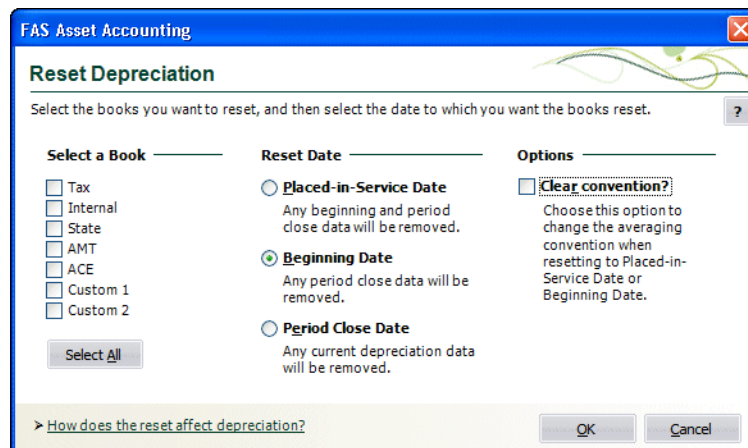 FAS Asset Accounting
Reset Depreciation
Select the books you want to reset, and then select the date to which you want the books reset.
?
Select a Book
Tax
Internal
State
AMT
ACE
Custom 1
Custom 2
Select All
Reset Date
Placed-in-Service Date
Any beginning and period
close data will be removed.
Beginning Date
Any period close data will be
removed.
Period Close Date
Any current depreciation data
will be removed.
Options
Clear convention?
Choose this option to
change the averaging
convention when
resetting to Placed-in-
Service Date or
Beginning Date.
How does the reset affect depreciation?
OK
Cancel